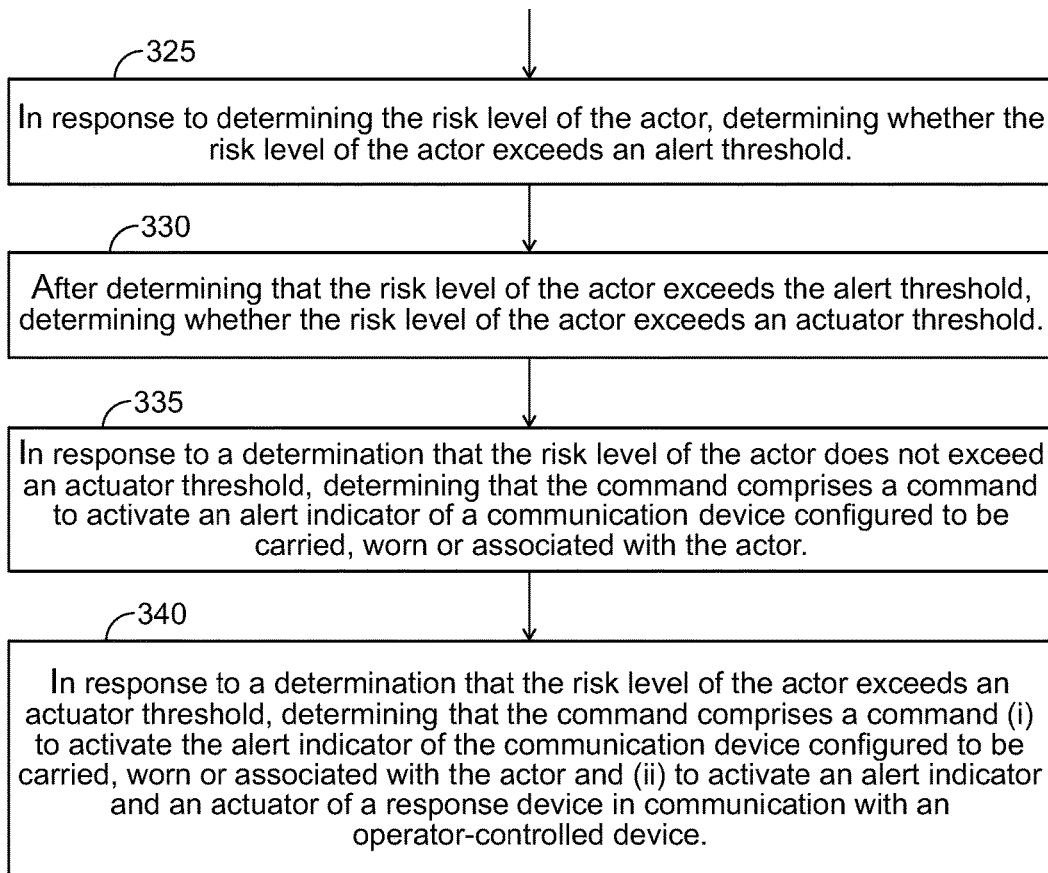 325
In response to determining the risk level of the actor, determining whether the
risk level of the actor exceeds an alert threshold.
330
After determining that the risk level of the actor exceeds the alert threshold,
determining whether the risk level of the actor exceeds an actuator threshold.
335
In response to a determination that the risk level of the actor does not exceed
an actuator threshold, determining that the command comprises a command
to activate an alert indicator of a communication device configured to be
carried, worn or associated with the actor.
340
In response to a determination that the risk level of the actor exceeds an
actuator threshold, determining that the command comprises a command (i)
to activate the alert indicator of the communication device configured to be
carried, worn or associated with the actor and (ii) to activate an alert indicator
and an actuator of a response device in communication with an
operator-controlled device.